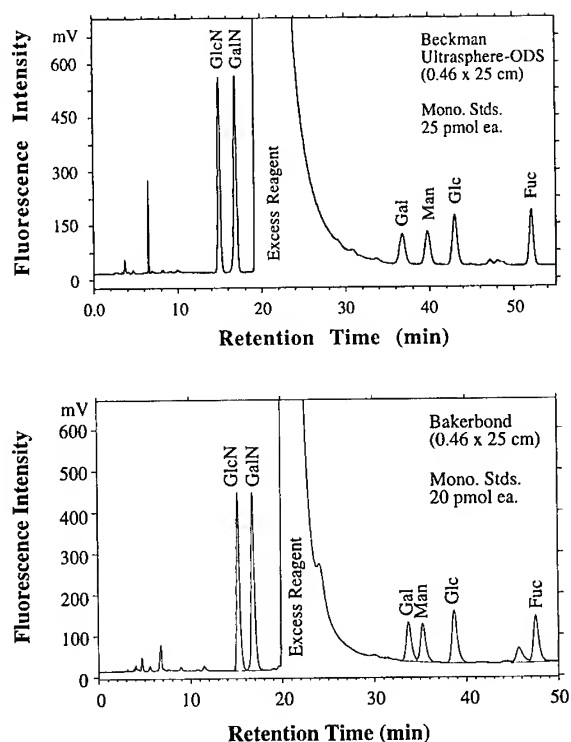 mV
600
450
300
150
0
Fluorescence Intensity
GlcN
GalN
Excess Reagent
Beckman
Ultrasphere-ODS
(0.46 x 25 cm)
Mono. Stds.
25 pmol ea.
Gal
Man
Glc
Fuc
0.0
10
20
30
40
50
Retention Time (min)
mV
600
500
400
300
200
100
0
Fluorescence Intensity
GlcN
GalN
Excess Reagent
Bakerbond
(0.46 x 25 cm)
Mono. Stds.
20 pmol ea.
Gal
Man
Glc
Fuc
0
10
20
30
40
50
Retention Time (min)